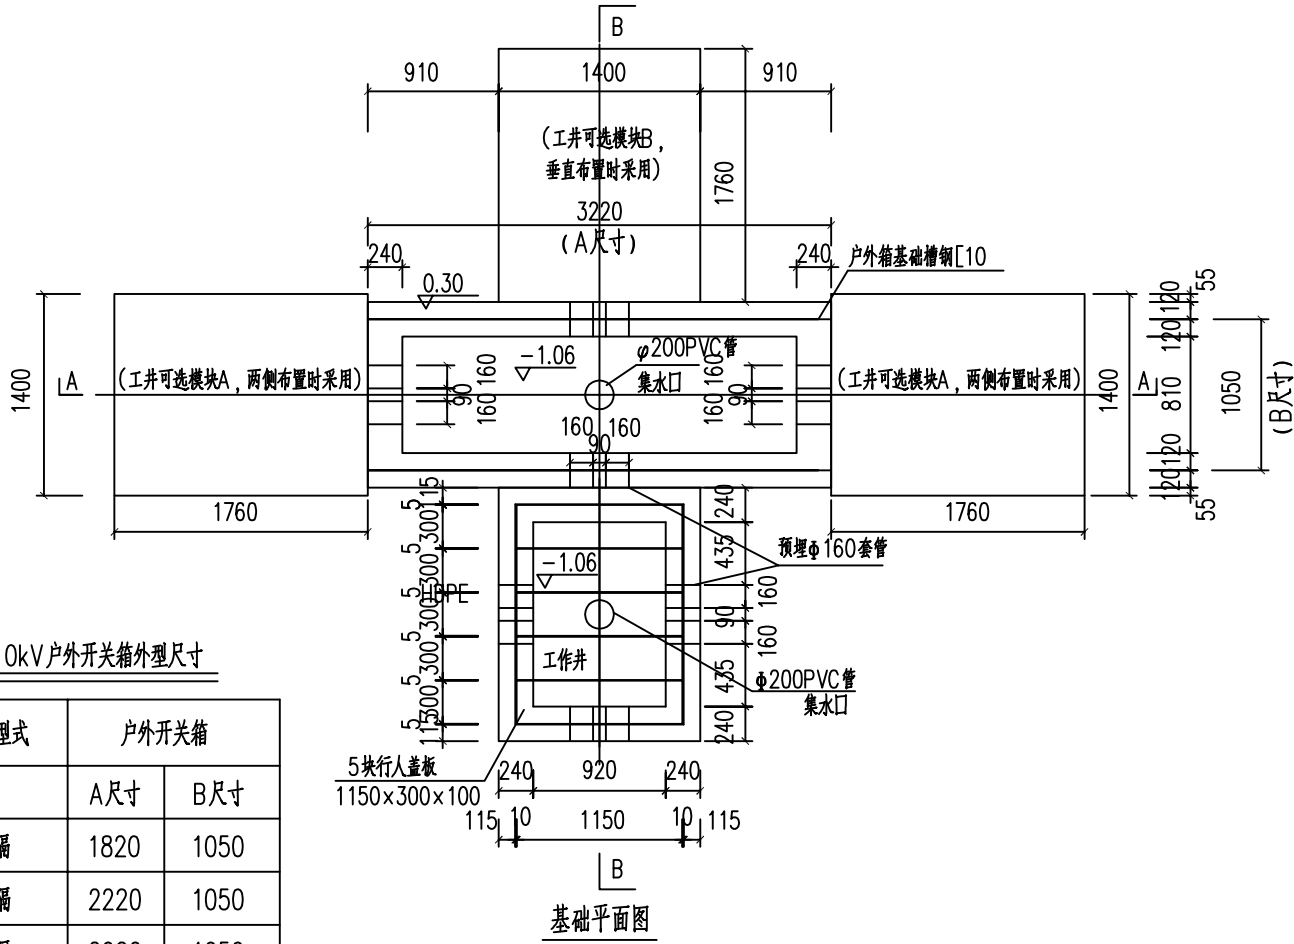 B
910
1400
910
(工井可选模块B,
垂直布置时采用)
1760
3220
(A尺寸)
240
240
户外箱基础槽钢[10
0.30
55
120
120
810
120
120
55
1050
(B尺寸)
1400
A
(工井可选模块A,两侧布置时采用)
160
90
160
-1.06
φ200PVC管
集水口
160
90
160
(工井可选模块A,两侧布置时采用)
1400
A
160
90
160
1760
1760
15
5
300
5
300
5
300
5
300
5
300
5
115
-1.06
工作井
240
435
160
90
160
435
240
预埋Φ160套管
Φ200PVC管
集水口
5块行人盖板
1150×300×100
240
920
240
115
10
1150
10
115
B
基础平面图
0kV户外开关箱外型尺寸
型式
户外开关箱
A尺寸
B尺寸
隔
1820
1050
隔
2220
1050